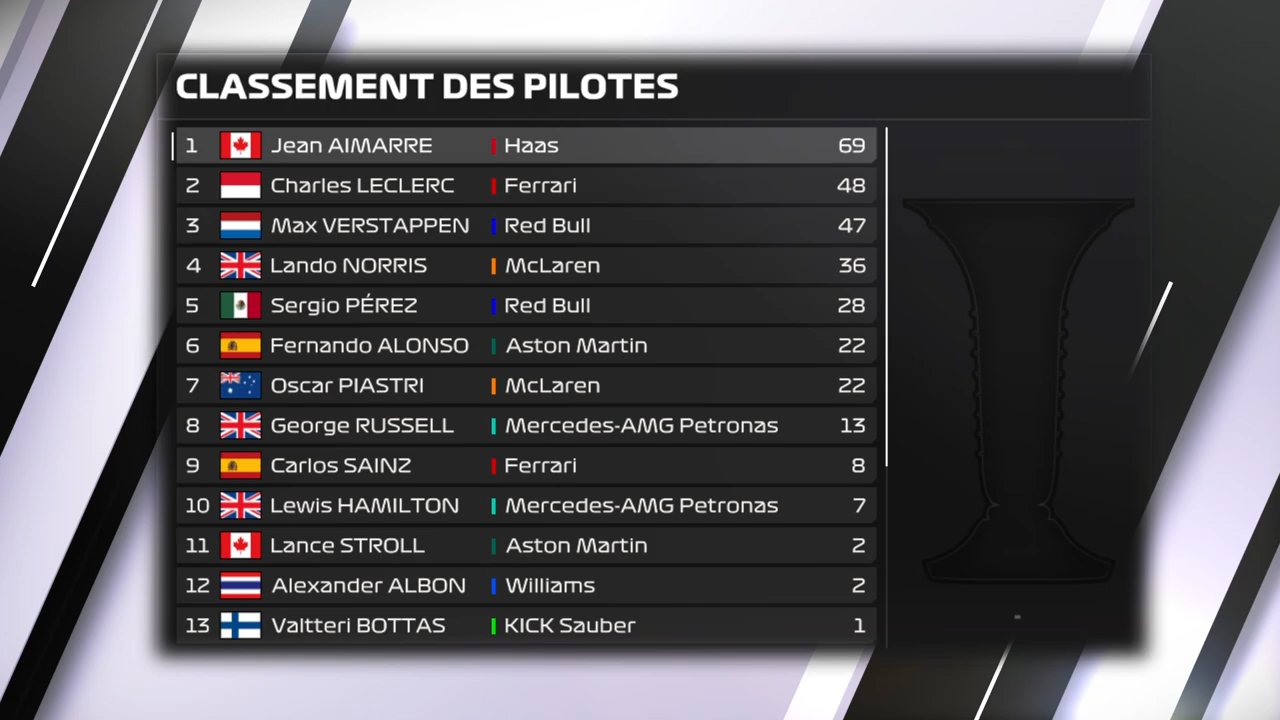 CLASSEMENT DES PILOTES
1 Jean AIMARRE Haas 69
2 Charles LECLERC Ferrari 48
3 Max VERSTAPPEN Red Bull 47
4 Lando NORRIS McLaren 36
5 Sergio PÉREZ Red Bull 28
6 Fernando ALONSO Aston Martin 22
7 Oscar PIASTRI McLaren 22
8 George RUSSELL Mercedes-AMG Petronas 13
9 Carlos SAINZ Ferrari 8
10 Lewis HAMILTON Mercedes-AMG Petronas 7
11 Lance STROLL Aston Martin 2
12 Alexander ALBON Williams 2
13 Valtteri BOTTAS KICK Sauber 1